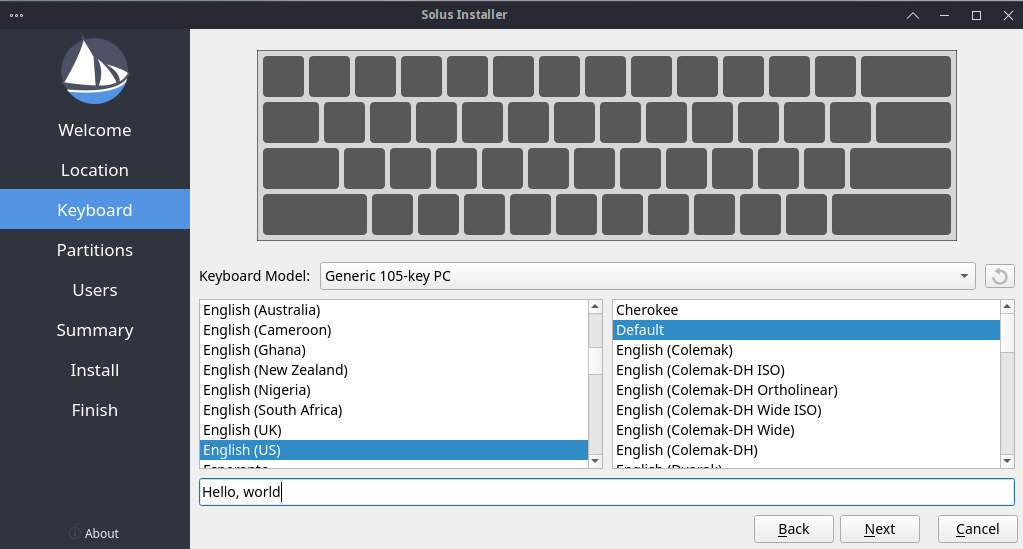 Solus Installer
Welcome
Location
Keyboard
Partitions
Users
Summary
Install
Finish
About
Keyboard Model: Generic 105-key PC
English (Australia)
English (Cameroon)
English (Ghana)
English (New Zealand)
English (Nigeria)
English (South Africa)
English (UK)
English (US)
Esperanto
Cherokee
Default
English (Colemak)
English (Colemak-DH ISO)
English (Colemak-DH Ortholinear)
English (Colemak-DH Wide ISO)
English (Colemak-DH Wide)
English (Colemak-DH)
English (Dvorak)
Hello, world
Back Next Cancel